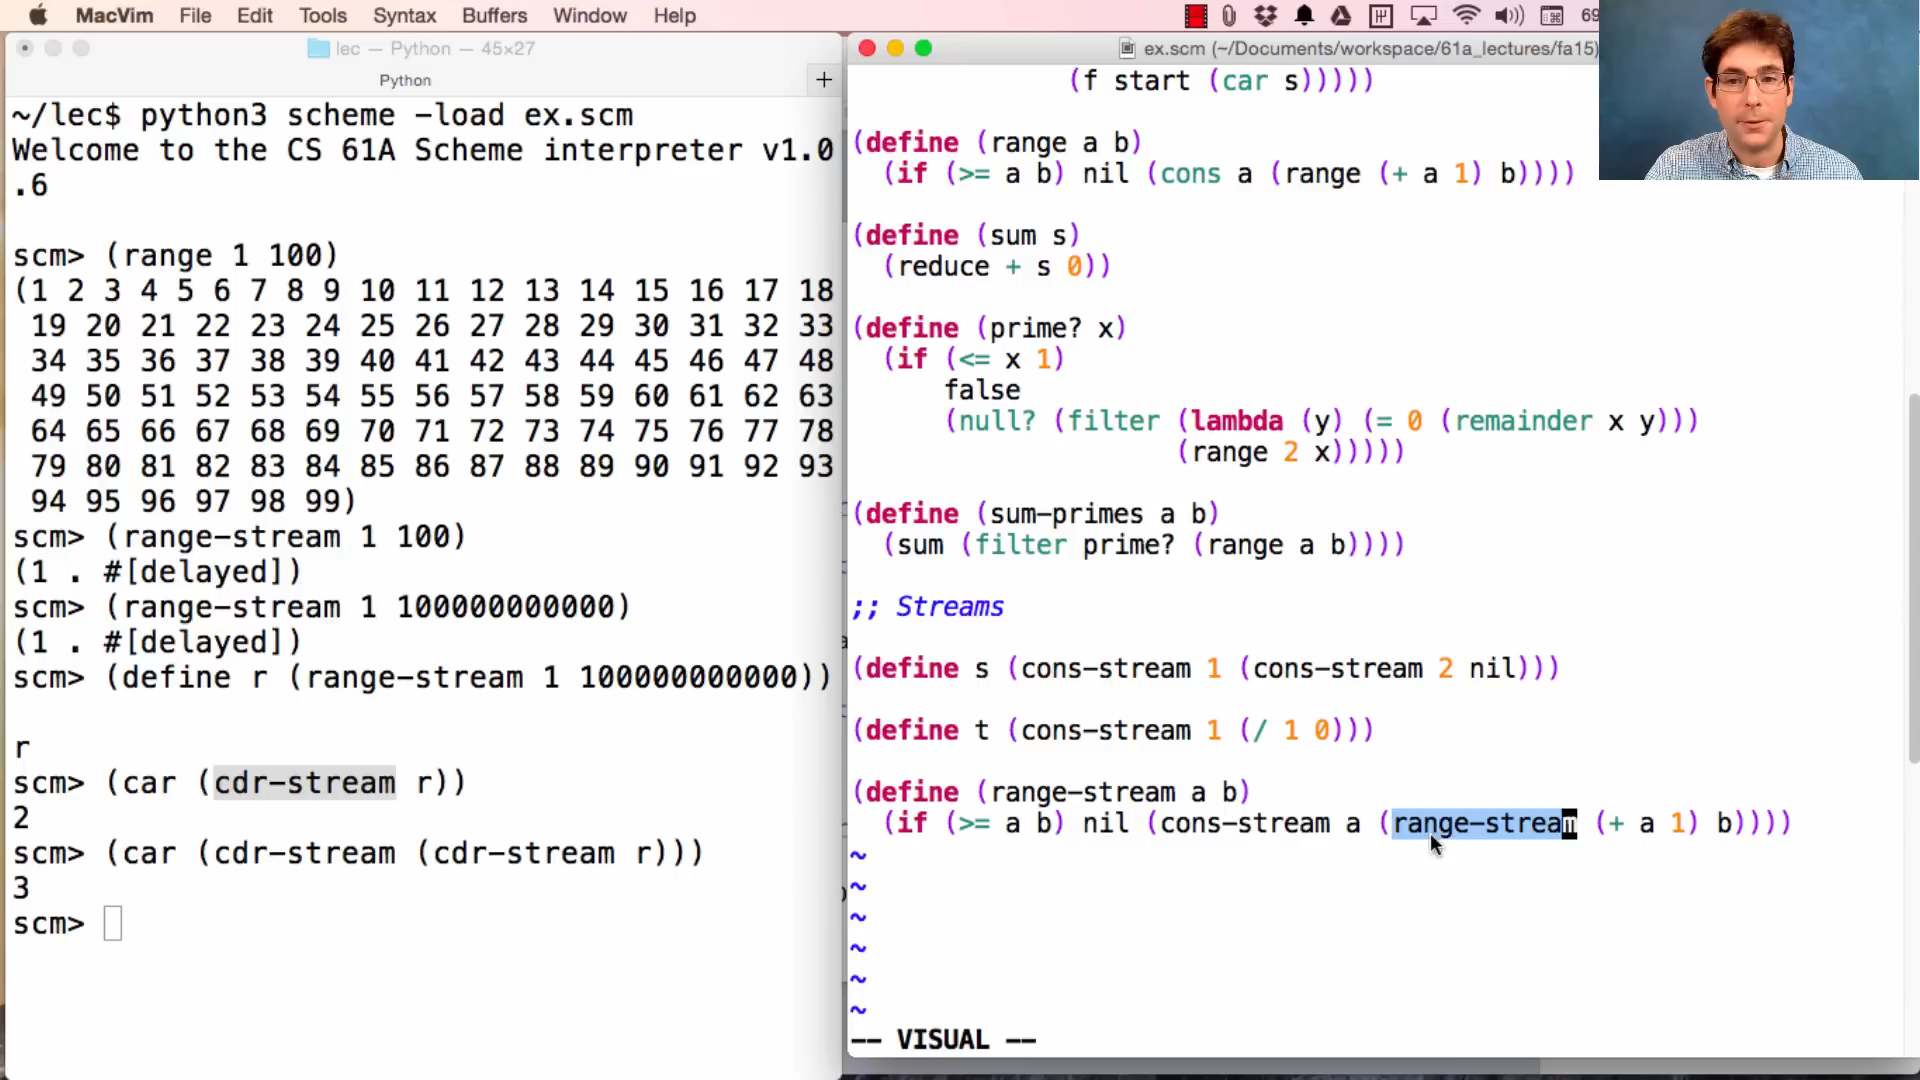 MacVim File Edit Tools Syntax Buffers Window Help 69
lec — Python — 45×27
Python +
~/lec$ python3 scheme -load ex.scm
Welcome to the CS 61A Scheme interpreter v1.0
.6
scm> (range 1 100)
(1 2 3 4 5 6 7 8 9 10 11 12 13 14 15 16 17 18
19 20 21 22 23 24 25 26 27 28 29 30 31 32 33
34 35 36 37 38 39 40 41 42 43 44 45 46 47 48
49 50 51 52 53 54 55 56 57 58 59 60 61 62 63
64 65 66 67 68 69 70 71 72 73 74 75 76 77 78
79 80 81 82 83 84 85 86 87 88 89 90 91 92 93
94 95 96 97 98 99)
scm> (range-stream 1 100)
(1 . #[delayed])
scm> (range-stream 1 100000000000)
(1 . #[delayed])
scm> (define r (range-stream 1 100000000000))
r
scm> (car (cdr-stream r))
2
scm> (car (cdr-stream (cdr-stream r)))
3
scm>
ex.scm (~/Documents/workspace/61a_lectures/fa15)
(f start (car s)))))
(define (range a b)
(if (>= a b) nil (cons a (range (+ a 1) b))))
(define (sum s)
(reduce + s 0))
(define (prime? x)
(if (<= x 1)
false
(null? (filter (lambda (y) (= 0 (remainder x y)))
(range 2 x)))))
(define (sum-primes a b)
(sum (filter prime? (range a b))))
;; Streams
(define s (cons-stream 1 (cons-stream 2 nil)))
(define t (cons-stream 1 (/ 1 0)))
(define (range-stream a b)
(if (>= a b) nil (cons-stream a (range-stream (+ a 1) b))))
~
~
~
~
~
~
-- VISUAL --